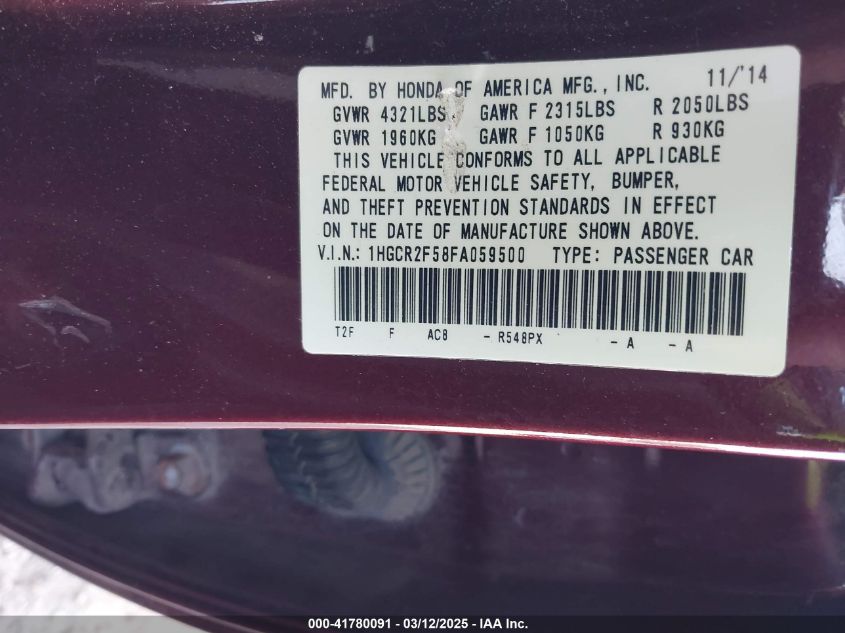 MFD. BY HONDA OF AMERICA MFG., INC. 11/'14
GVWR 4321LBS GAWR F 2315LBS R 2050LBS
GVWR 1960KG GAWR F 1050KG R 930KG
THIS VEHICLE CONFORMS TO ALL APPLICABLE
FEDERAL MOTOR VEHICLE SAFETY, BUMPER,
AND THEFT PREVENTION STANDARDS IN EFFECT
ON THE DATE OF MANUFACTURE SHOWN ABOVE.
V.I.N.: 1HGCR2F58FA059500 TYPE: PASSENGER CAR
T2F F AC8 - R548PX - A - A
000-41780091 - 03/12/2025 - IAA Inc.